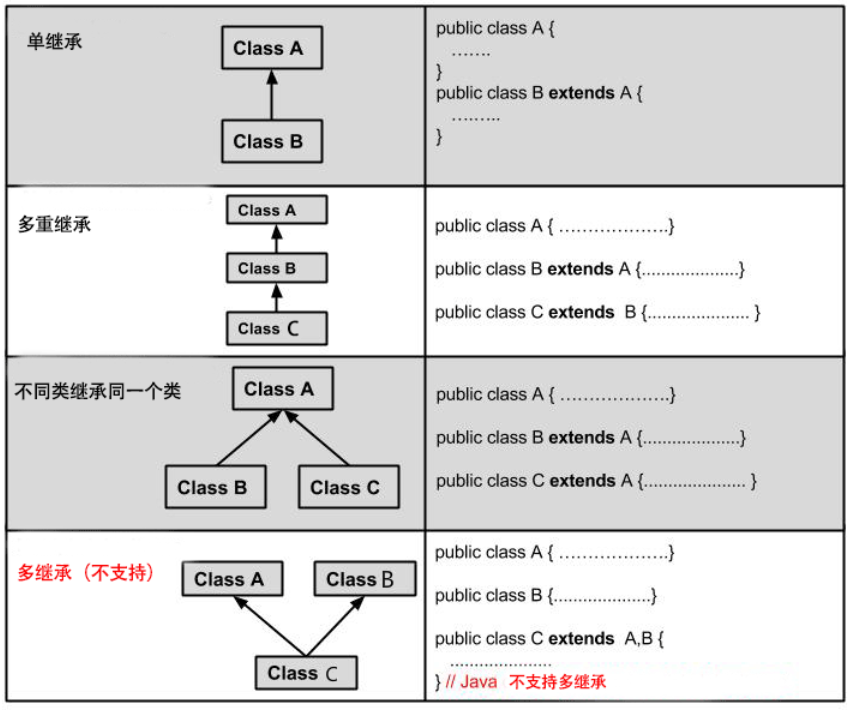 单继承
Class A
Class B
public class A {
…….
}
public class B extends A {
……..
}
多重继承
Class A
Class B
Class C
public class A { ……………….}
public class B extends A {....................}
public class C extends B {..................... }
不同类继承同一个类
Class A
Class B
Class C
public class A { ……………….}
public class B extends A {....................}
public class C extends A {..................... }
多继承（不支持）
Class A
Class B
Class C
public class A { ……………….}
public class B {....................}
public class C extends A,B {
.....................
} // Java 不支持多继承